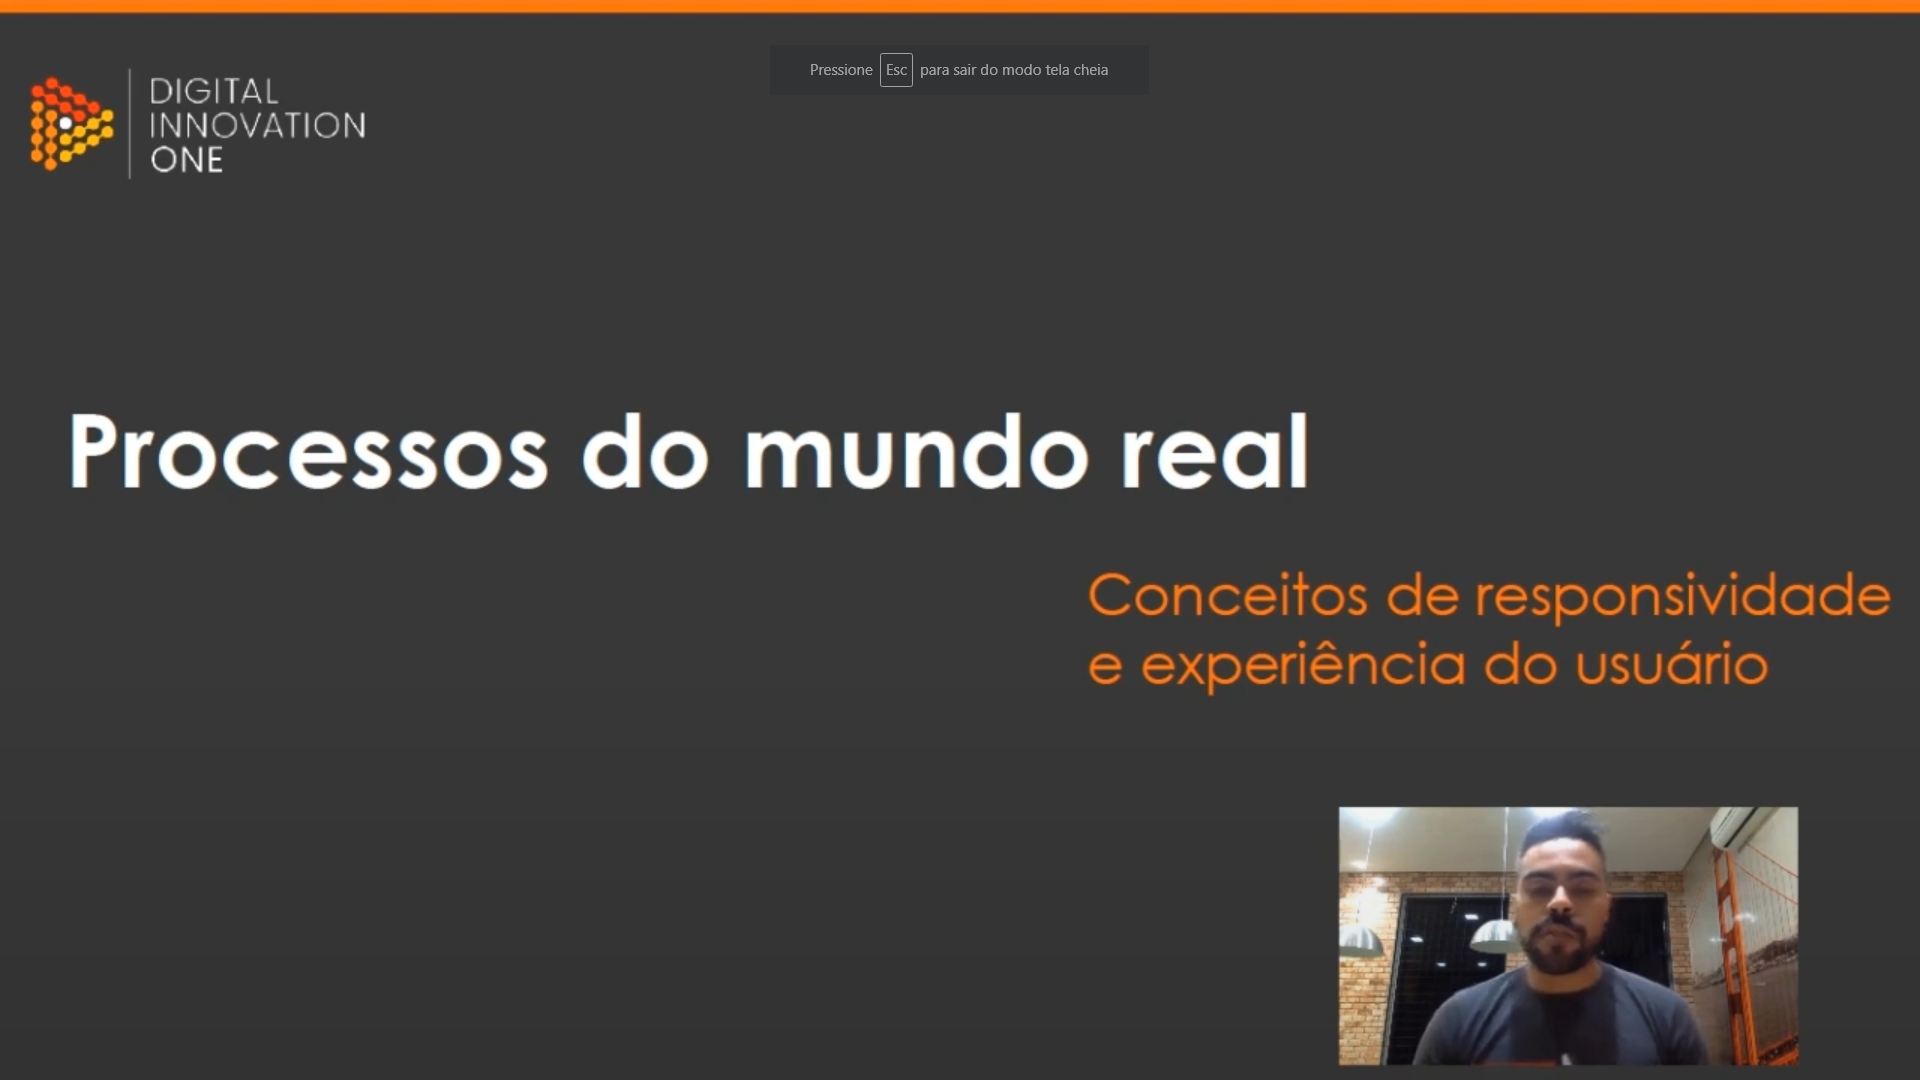 Pressione Esc para sair do modo tela cheia
DIGITAL
INNOVATION
ONE
Processos do mundo real
Conceitos de responsividade
e experiência do usuário